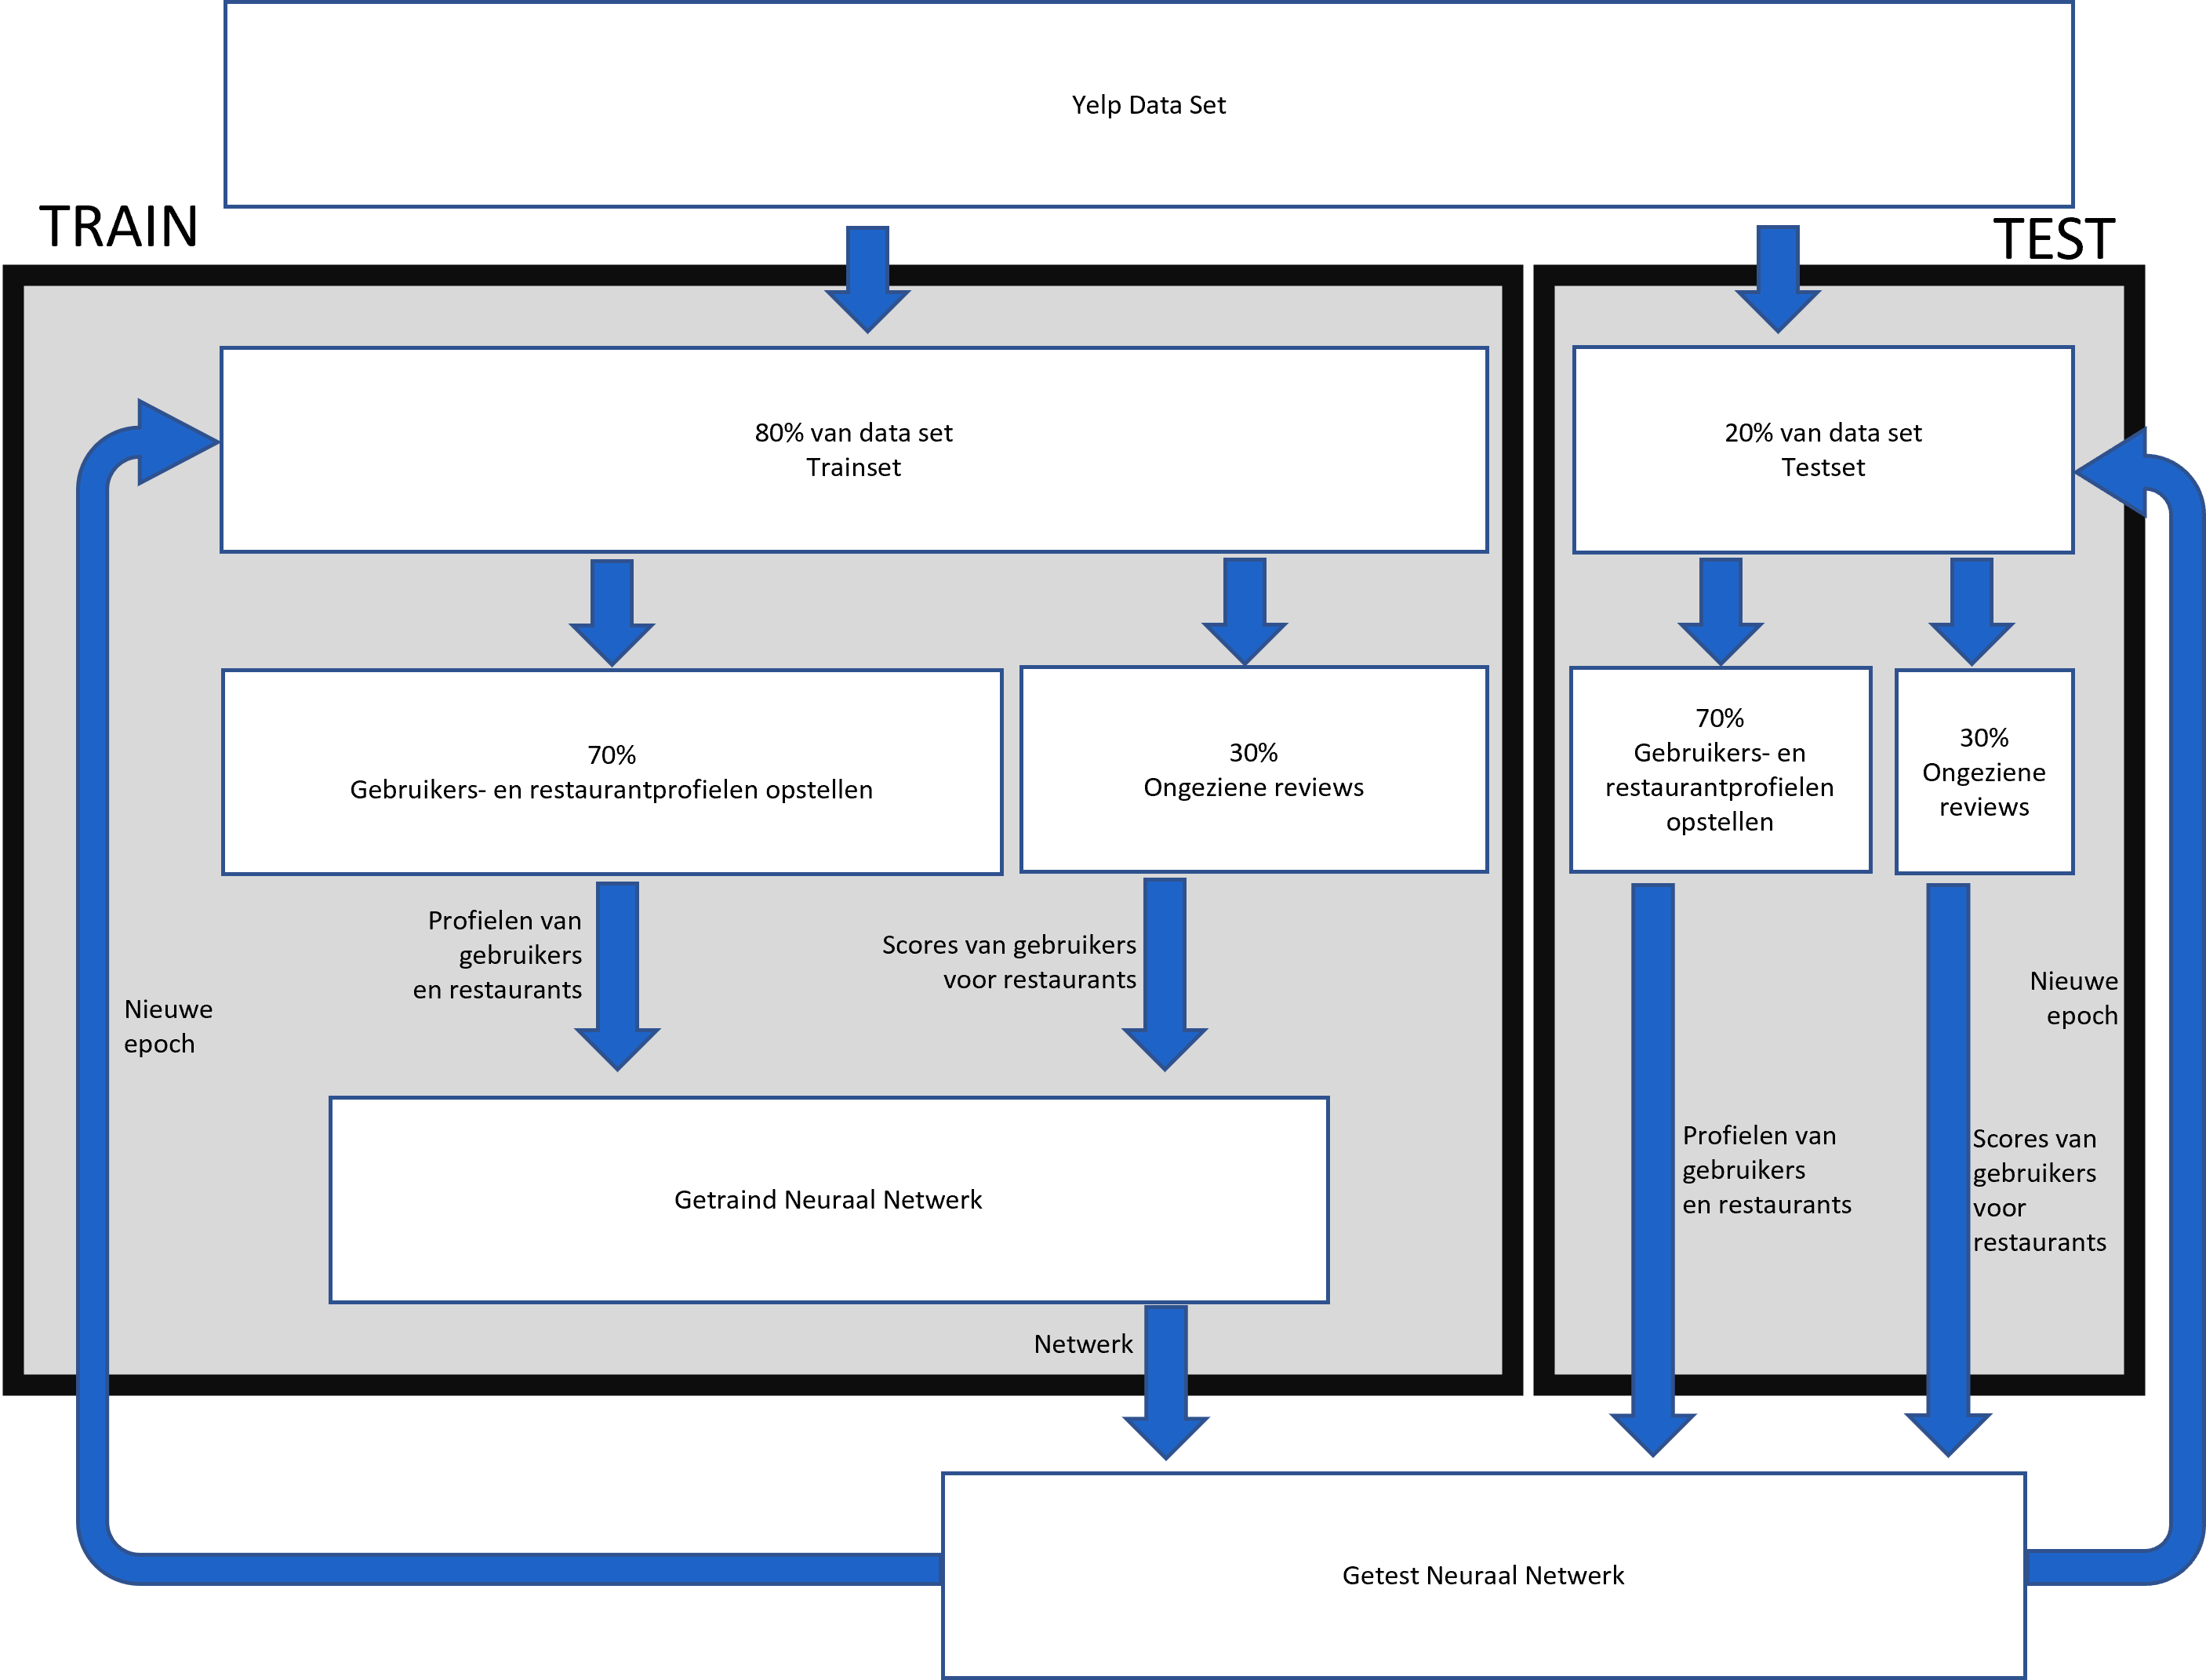 Yelp Data Set
TRAIN
TEST
80% van data set
Trainset
20% van data set
Testset
70%
Gebruikers- en restaurantprofielen opstellen
30%
Ongeziene reviews
70%
Gebruikers- en
restaurantprofielen
opstellen
30%
Ongeziene
reviews
Profielen van
gebruikers
en restaurants
Scores van gebruikers
voor restaurants
Nieuwe
epoch
Nieuwe
epoch
Profielen van
gebruikers
en restaurants
Scores van
gebruikers
voor
restaurants
Getraind Neuraal Netwerk
Netwerk
Getest Neuraal Netwerk